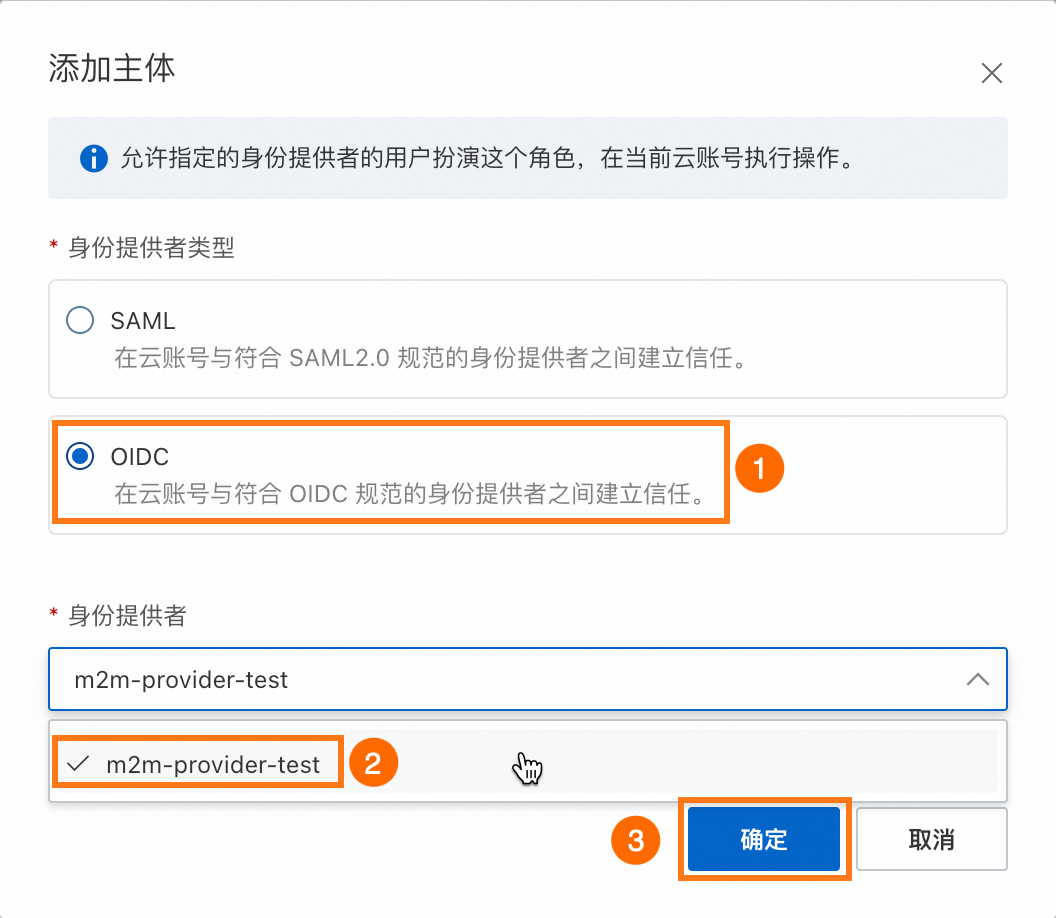 添加主体
允许指定的身份提供者的用户扮演这个角色，在当前云账号执行操作。
* 身份提供者类型
SAML
在云账号与符合 SAML2.0 规范的身份提供者之间建立信任。
OIDC
在云账号与符合 OIDC 规范的身份提供者之间建立信任。
1
* 身份提供者
m2m-provider-test
m2m-provider-test
2
3
确定
取消